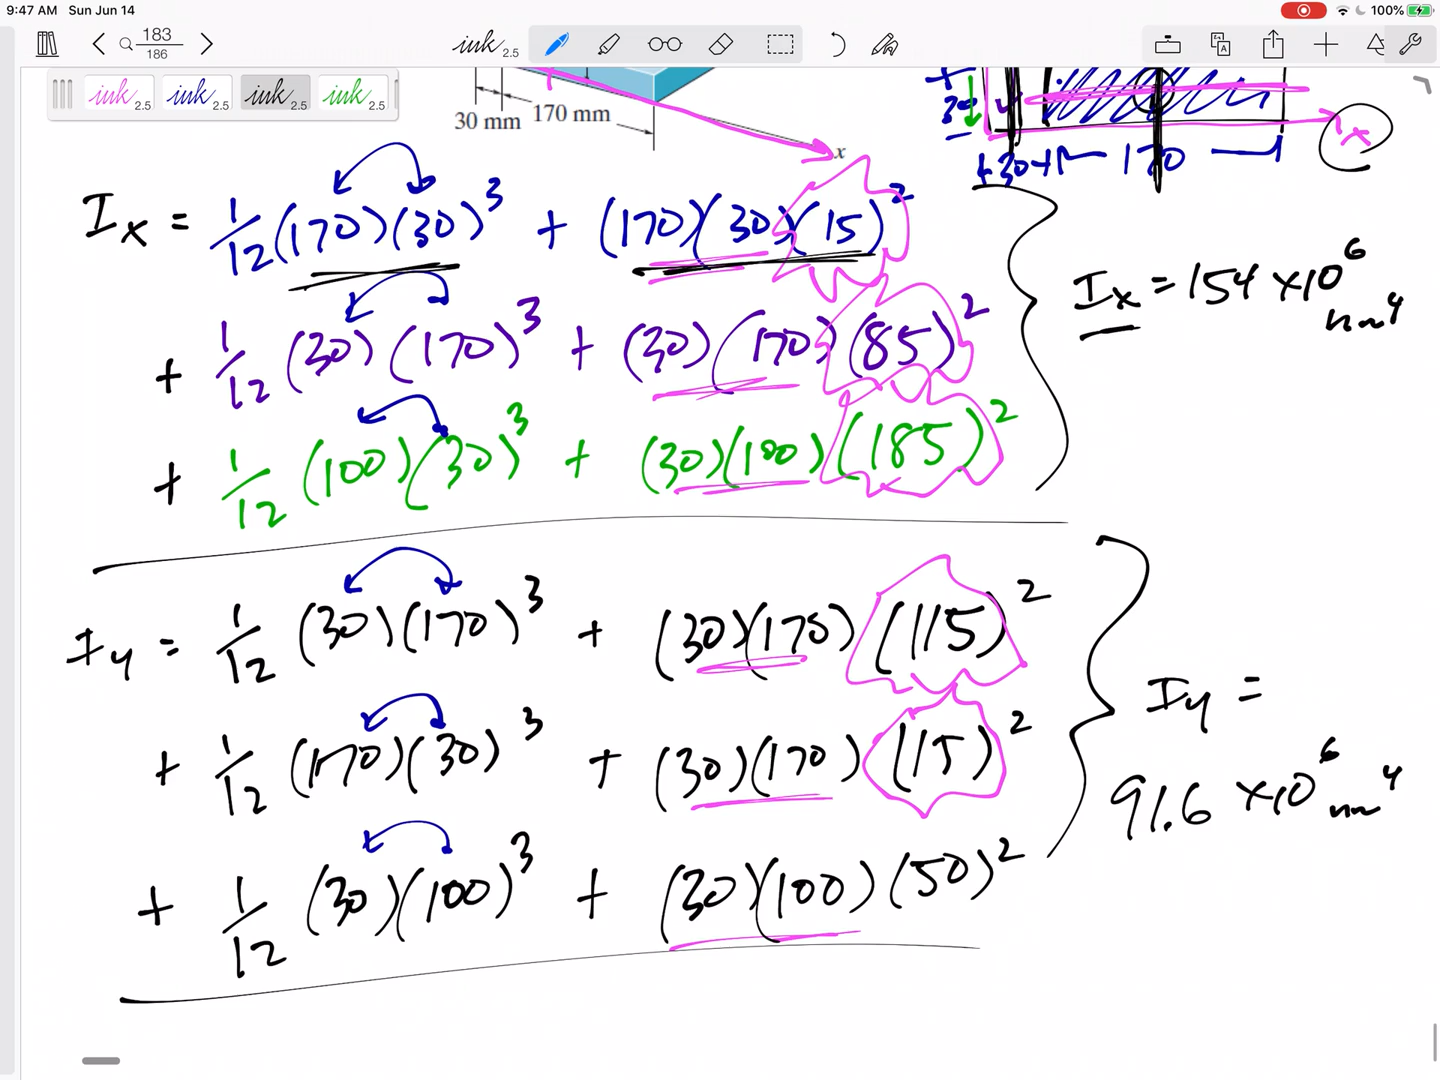 9:47 AM Sun Jun 14
100%
183
186
ink 2.5
ink 2.5 ink 2.5 ink 2.5 ink 2.5
30 mm 170 mm
x
30
x
30 170
Ix = 1/12 (170)(30)³ + (170)(30)(15)²
+ 1/12 (30)(170)³ + (30)(170)(85)²
+ 1/12 (100)(30)³ + (30)(100)(185)²
Ix = 154 ×10⁶ mm⁴
Iy = 1/12 (30)(170)³ + (30)(170)(115)²
+ 1/12 (170)(30)³ + (30)(170)(15)²
+ 1/12 (30)(100)³ + (30)(100)(50)²
Iy =
91.6 ×10⁶ mm⁴